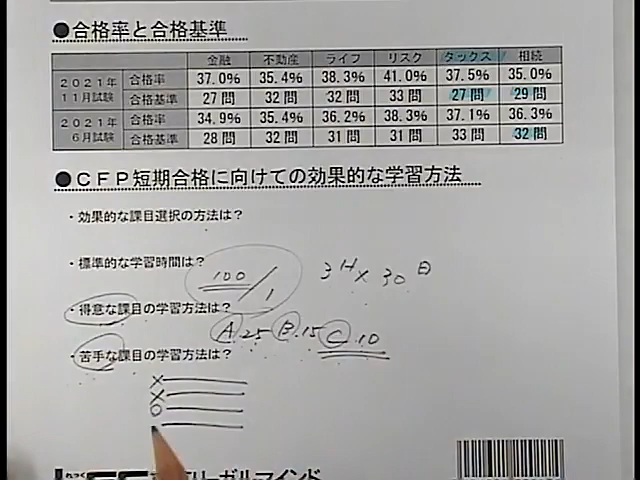 ●合格率と合格基準
金融 不動産 ライフ リスク タックス 相続
2021年11月試験 合格率 37.0% 35.4% 38.3% 41.0% 37.5% 35.0%
合格基準 27問 32問 32問 33問 27問 29問
2021年6月試験 合格率 34.9% 35.4% 36.2% 38.3% 37.1% 36.3%
合格基準 28問 32問 31問 31問 33問 32問
●CFP短期合格に向けての効果的な学習方法
・効果的な課目選択の方法は?
・標準的な学習時間は? 100/1 3H×30日
・得意な課目の学習方法は?
A.25 B.15 C.10
・苦手な課目の学習方法は?
×
×
○
リーガルマインド